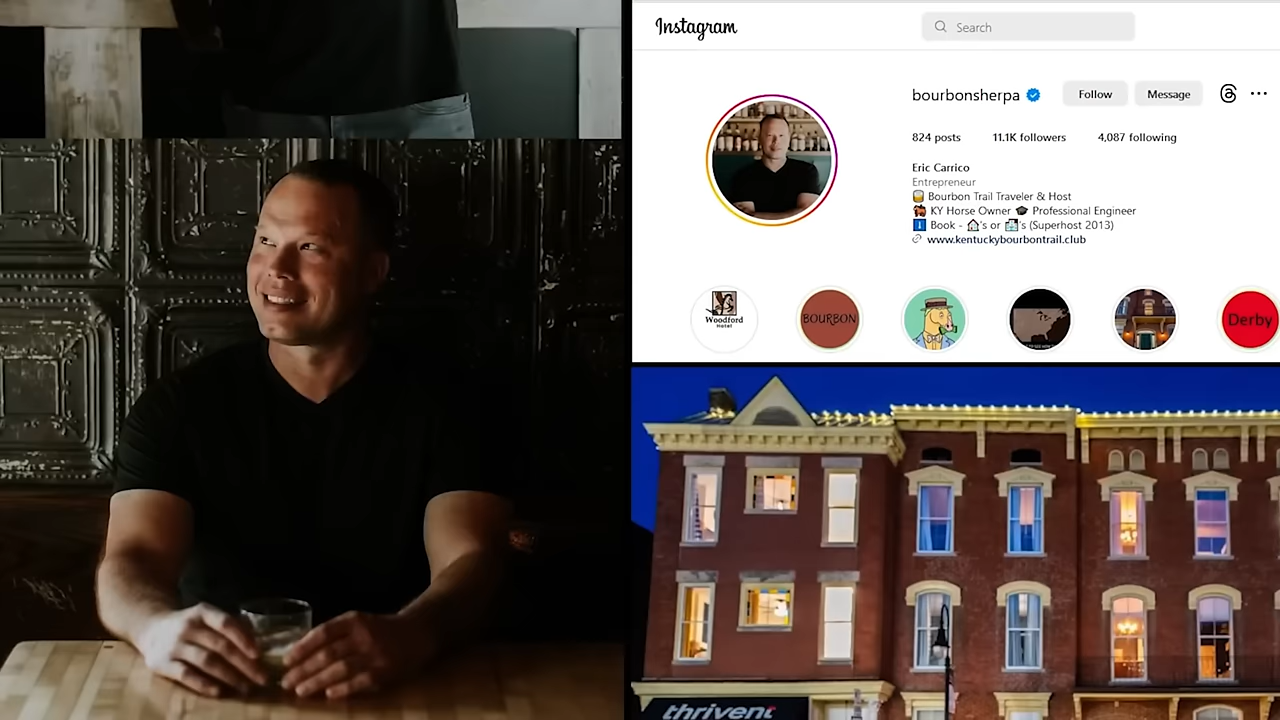 Instagram
Search
bourbonsherpa
Follow
Message
824 posts
11.1K followers
4,087 following
Eric Carrico
Entrepreneur
Bourbon Trail Traveler & Host
KY Horse Owner Professional Engineer
Book - 's or 's (Superhost 2013)
www.kentuckybourbontrail.club
Woodford
Hotel
BOURBON
Derby
thrivent